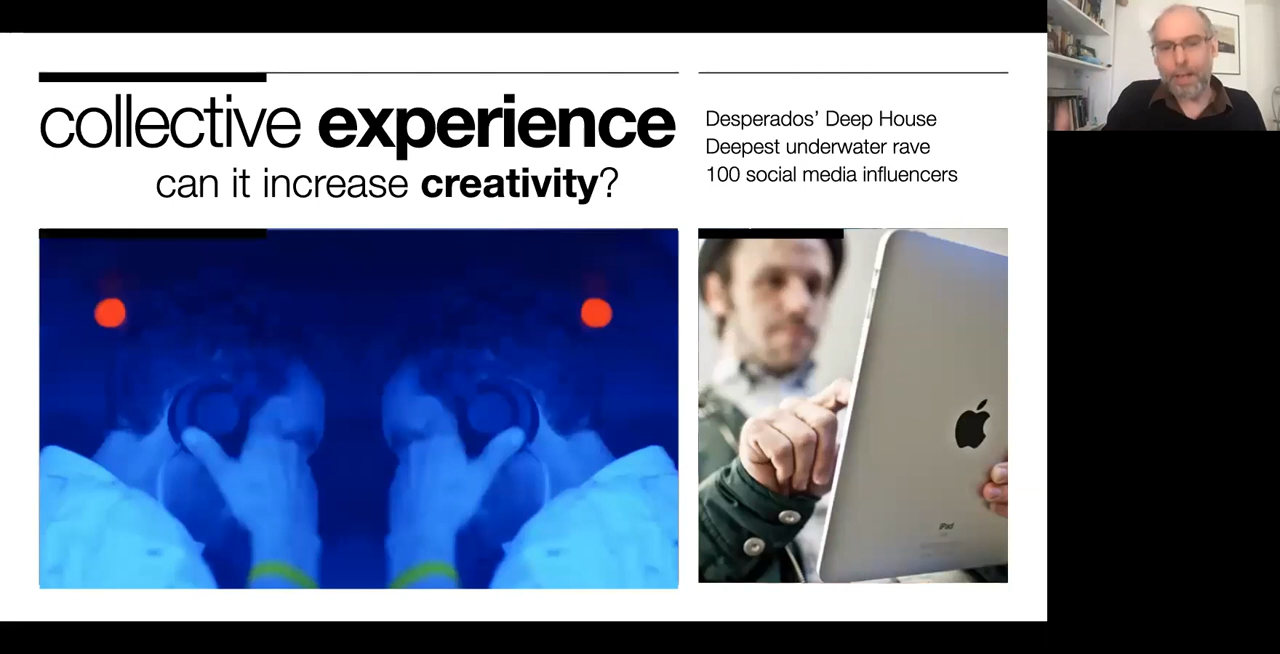 collective experience
can it increase creativity?
Desperados’ Deep House
Deepest underwater rave
100 social media influencers
iPad